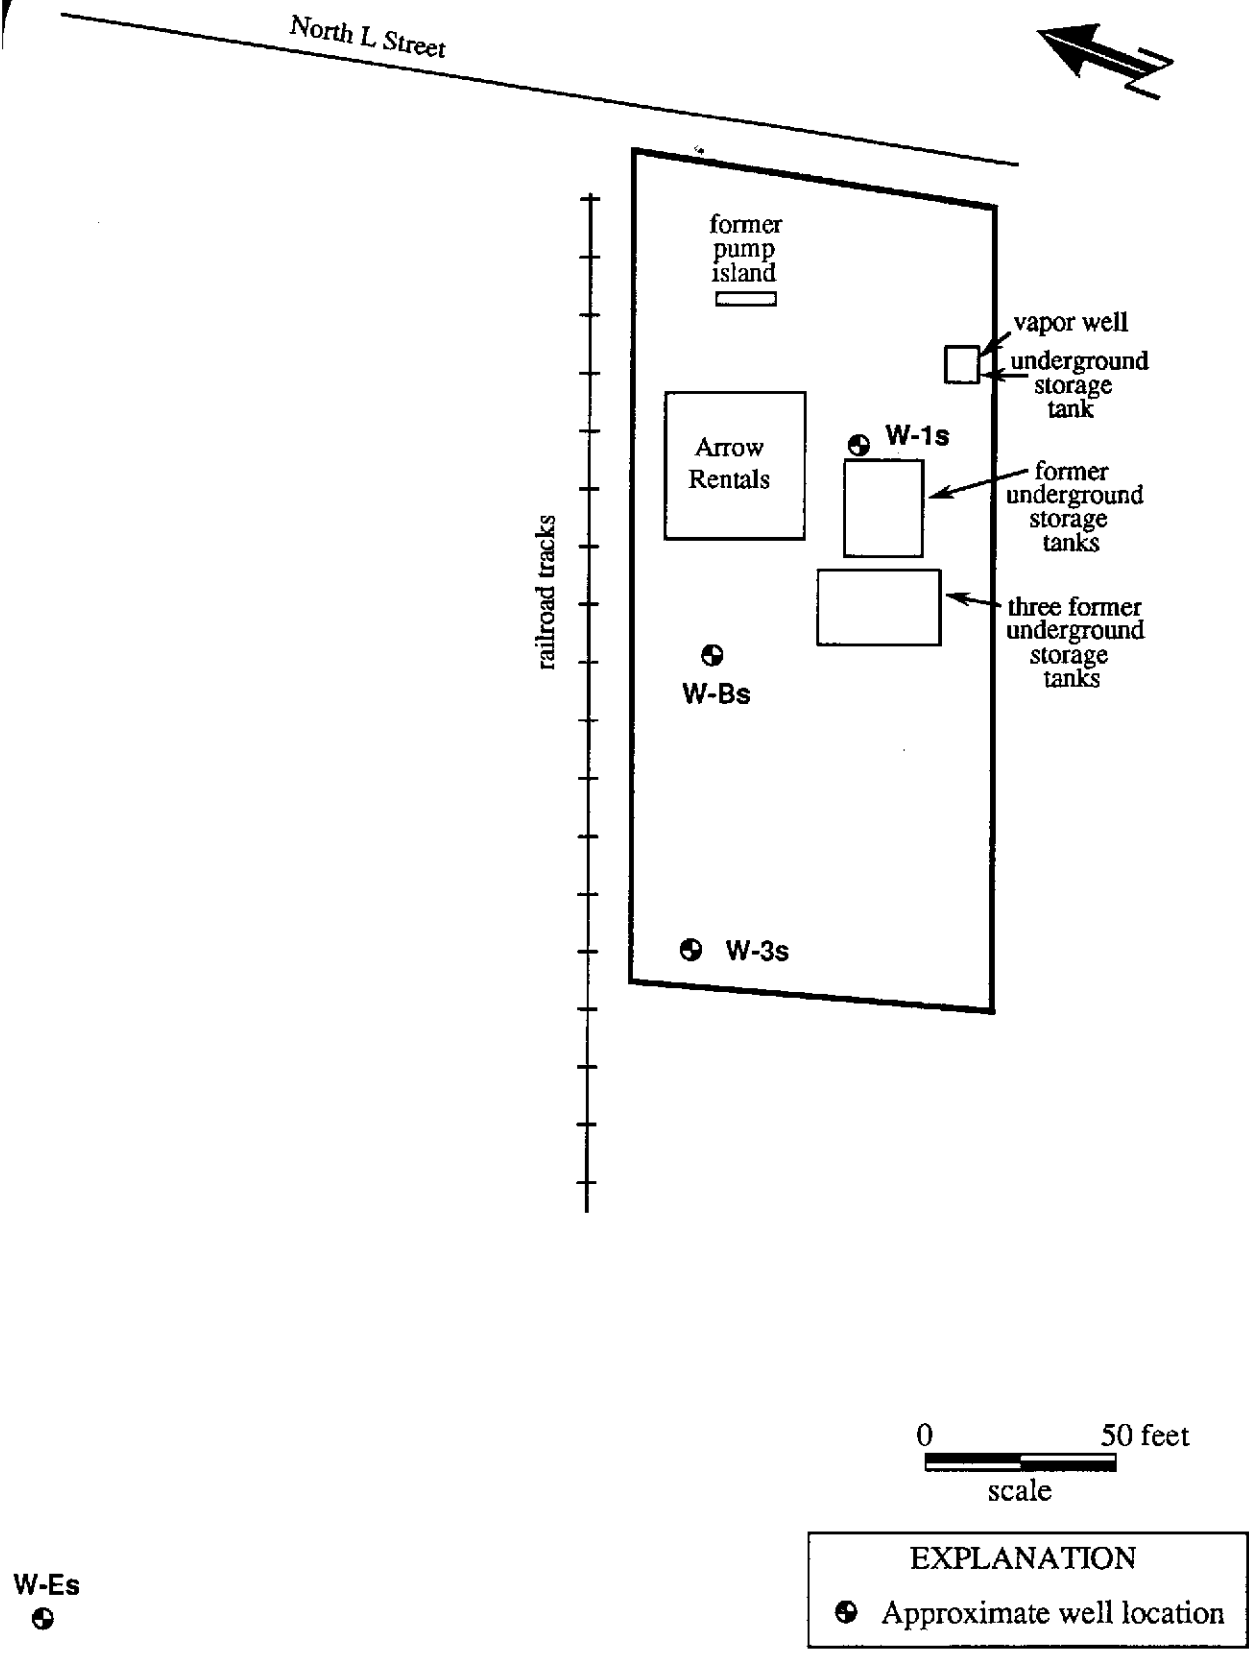 North L Street
N
former
pump
island
vapor well
underground
storage
tank
W-1s
Arrow
Rentals
former
underground
storage
tanks
railroad tracks
three former
underground
storage
tanks
W-Bs
W-3s
0 50 feet
scale
EXPLANATION
Approximate well location
W-Es